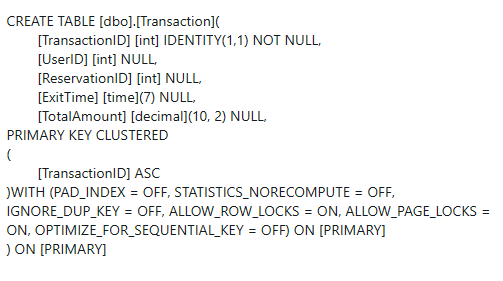 CREATE TABLE [dbo].[Transaction](
[TransactionID] [int] IDENTITY(1,1) NOT NULL,
[UserID] [int] NULL,
[ReservationID] [int] NULL,
[ExitTime] [time](7) NULL,
[TotalAmount] [decimal](10, 2) NULL,
PRIMARY KEY CLUSTERED
(
[TransactionID] ASC
)WITH (PAD_INDEX = OFF, STATISTICS_NORECOMPUTE = OFF,
IGNORE_DUP_KEY = OFF, ALLOW_ROW_LOCKS = ON, ALLOW_PAGE_LOCKS =
ON, OPTIMIZE_FOR_SEQUENTIAL_KEY = OFF) ON [PRIMARY]
) ON [PRIMARY]